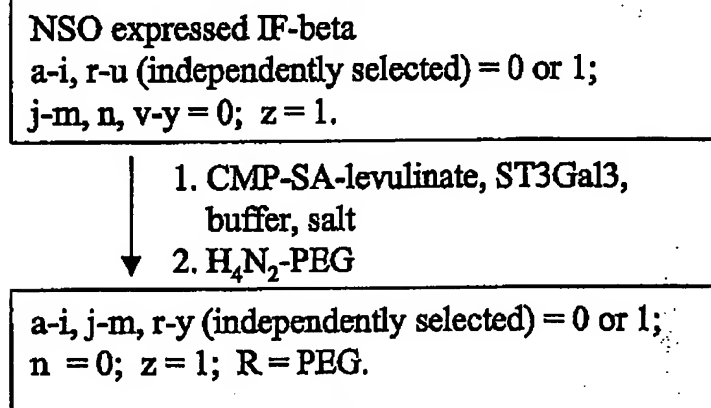 NSO expressed IF-beta
a-i, r-u (independently selected) = 0 or 1;
j-m, n, v-y = 0; z = 1.
1. CMP-SA-levulinate, ST3Gal3,
buffer, salt
2. H₄N₂-PEG
a-i, j-m, r-y (independently selected) = 0 or 1;
n = 0; z = 1; R = PEG.